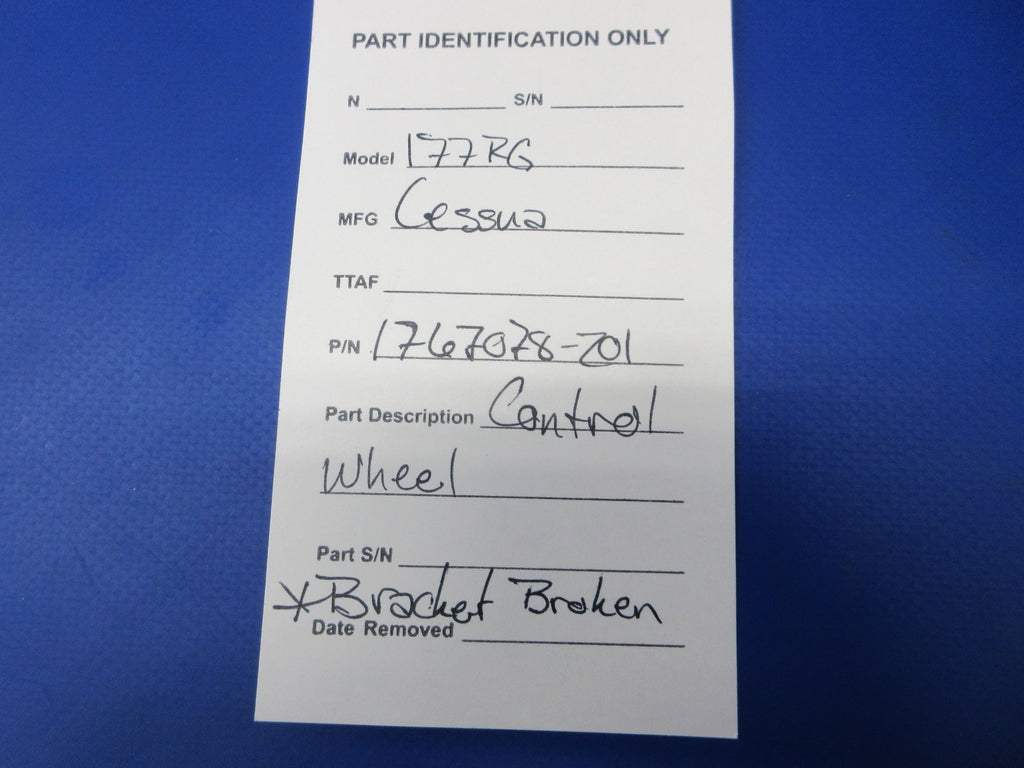 PART IDENTIFICATION ONLY
N S/N
Model 177RG
MFG Cessna
TTAF
P/N 1767078-201
Part Description Control
Wheel
Part S/N
*Bracket Broken
Date Removed